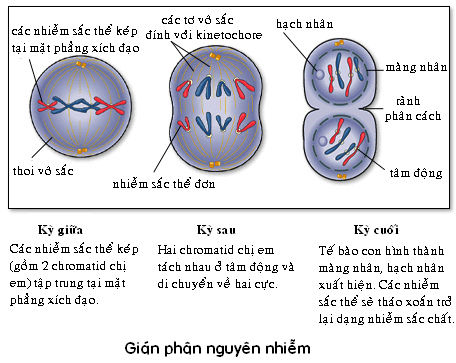 các nhiễm sắc thể kép
tại mặt phẳng xích đạo
các tơ vô sắc
đính với kinetochore
hạch nhân
màng nhân
rảnh
phân cách
thoi vô sắc
nhiễm sắc thể đơn
tâm động
Kỳ giữa
Các nhiễm sắc thể kép
(gồm 2 chromatid chị
em) tập trung tại mặt
phẳng xích đạo.
Kỳ sau
Hai chromatid chị em
tách nhau ở tâm động và
di chuyển về hai cực.
Kỳ cuối
Tế bào con hình thành
màng nhân, hạch nhân
xuất hiện. Các nhiễm
sắc thể sẽ tháo xoắn trở
lại dạng nhiễm sắc chất.
Gián phân nguyên nhiễm